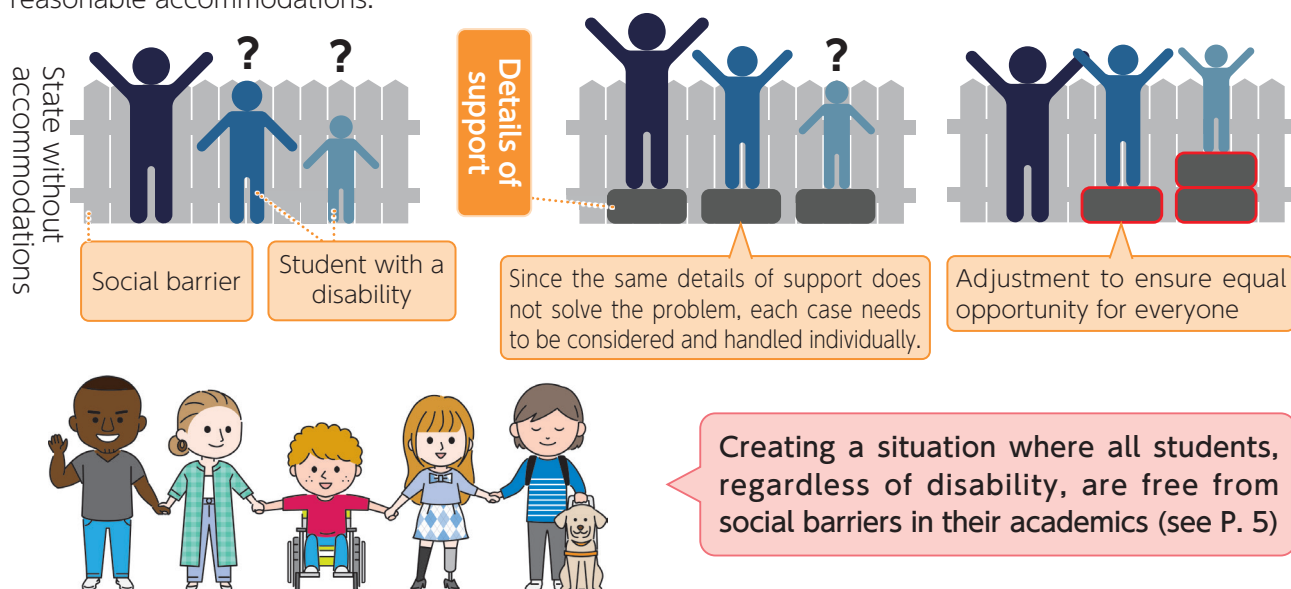 reasonable accommodations.
State without
accommodations
?
?
Social barrier
Student with a
disability
Details of
support
?
Since the same details of support does
not solve the problem, each case needs
to be considered and handled individually.
Adjustment to ensure equal
opportunity for everyone
Creating a situation where all students,
regardless of disability, are free from
social barriers in their academics (see P. 5)